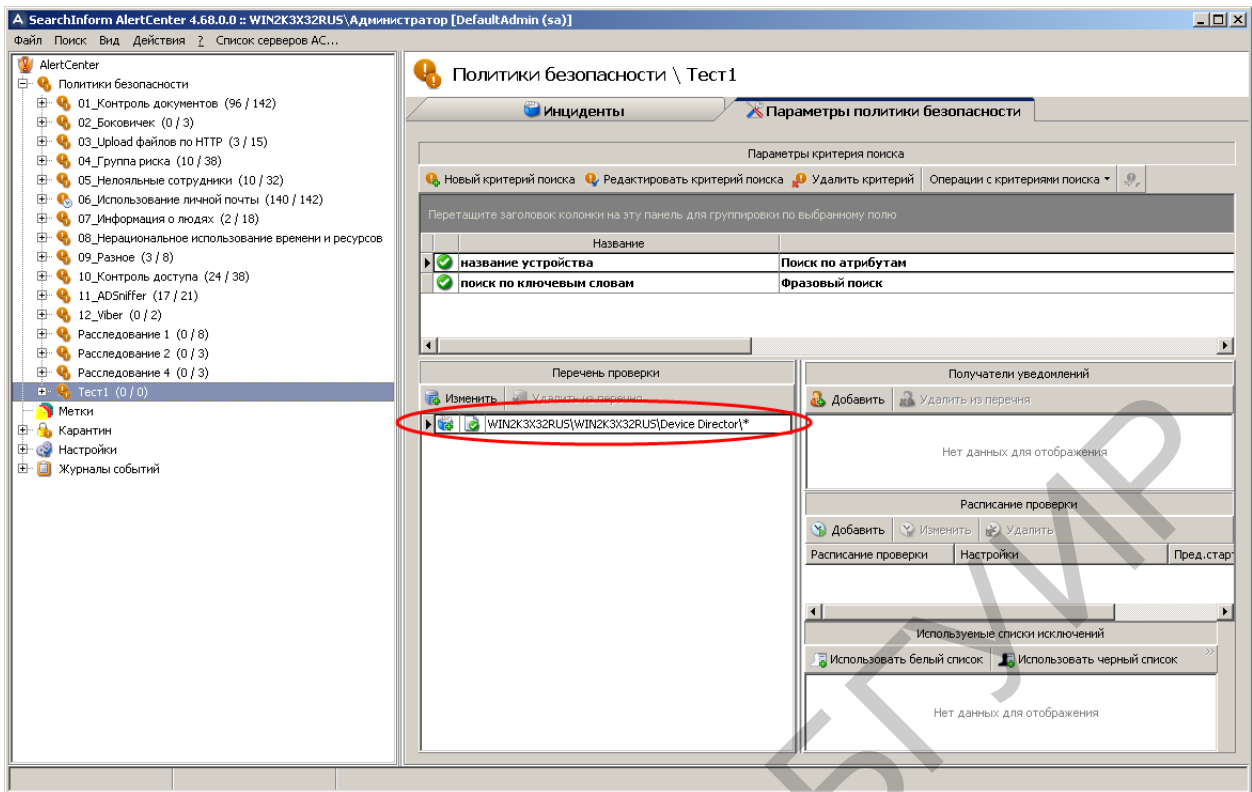 SearchInform AlertCenter 4.68.0.0 :: WIN2K3X32RUS\Администратор [DefaultAdmin (sa)]
Файл Поиск Вид Действия ? Список серверов АС...
AlertCenter
Политики безопасности
01_Контроль документов (96 / 142)
02_Боковичек (0 / 3)
03_Upload файлов по HTTP (3 / 15)
04_Группа риска (10 / 38)
05_Нелояльные сотрудники (10 / 32)
06_Использование личной почты (140 / 142)
07_Информация о людях (2 / 18)
08_Нерациональное использование времени и ресурсов
09_Разное (3 / 8)
10_Контроль доступа (24 / 38)
11_ADSniffer (17 / 21)
12_Viber (0 / 2)
Расследование 1 (0 / 8)
Расследование 2 (0 / 3)
Расследование 4 (0 / 3)
Тест1 (0 / 0)
Метки
Карантин
Настройки
Журналы событий
Политики безопасности \ Тест1
Инциденты
Параметры политики безопасности
Параметры критерия поиска
Новый критерий поиска Редактировать критерий поиска Удалить критерий Операции с критериями поиска
Перетащите заголовок колонки на эту панель для группировки по выбранному полю
Название
название устройства Поиск по атрибутам
поиск по ключевым словам Фразовый поиск
Перечень проверки
Изменить Удалить из перечня
WIN2K3X32RUS\WIN2K3X32RUS\Device Director\*
Получатели уведомлений
Добавить Удалить из перечня
Нет данных для отображения
Расписание проверки
Добавить Изменить Удалить
Расписание проверки Настройки Пред.стар
Используемые списки исключений
Использовать белый список Использовать черный список
Нет данных для отображения
БГУИР